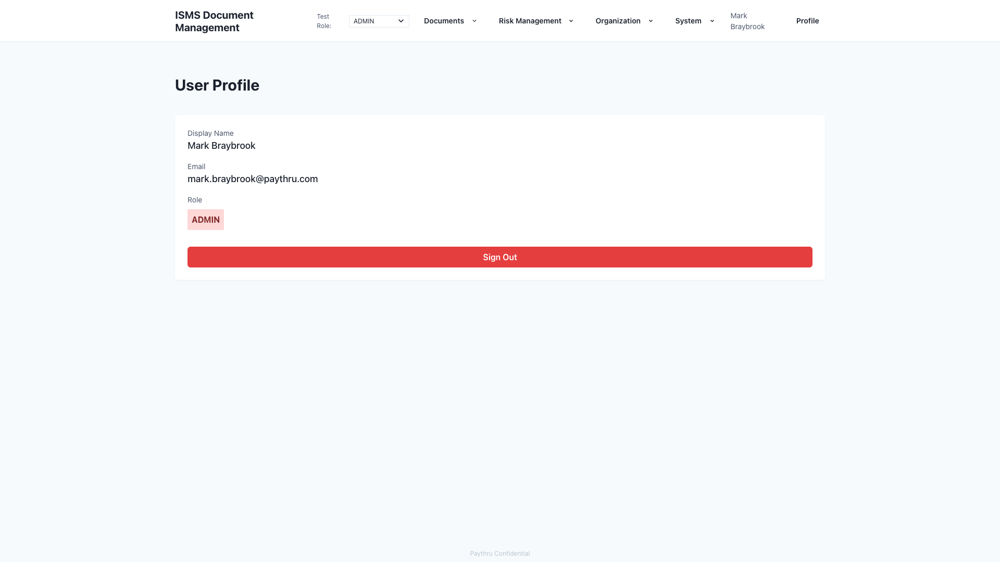 ISMS Document
Management
Test
Role:
ADMIN
Documents
Risk Management
Organization
System
Mark
Braybrook
Profile
User Profile
Display Name
Mark Braybrook
Email
mark.braybrook@paythru.com
Role
ADMIN
Sign Out
Paythru Confidential